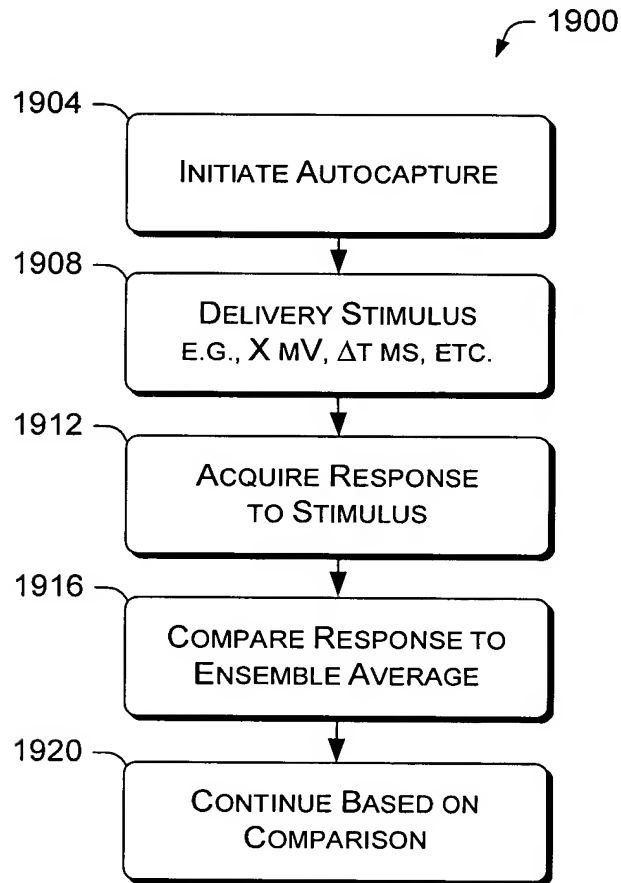 1900
1904
INITIATE AUTOCAPTURE
1908
DELIVERY STIMULUS
E.G., X MV, ΔT MS, ETC.
1912
ACQUIRE RESPONSE
TO STIMULUS
1916
COMPARE RESPONSE TO
ENSEMBLE AVERAGE
1920
CONTINUE BASED ON
COMPARISON